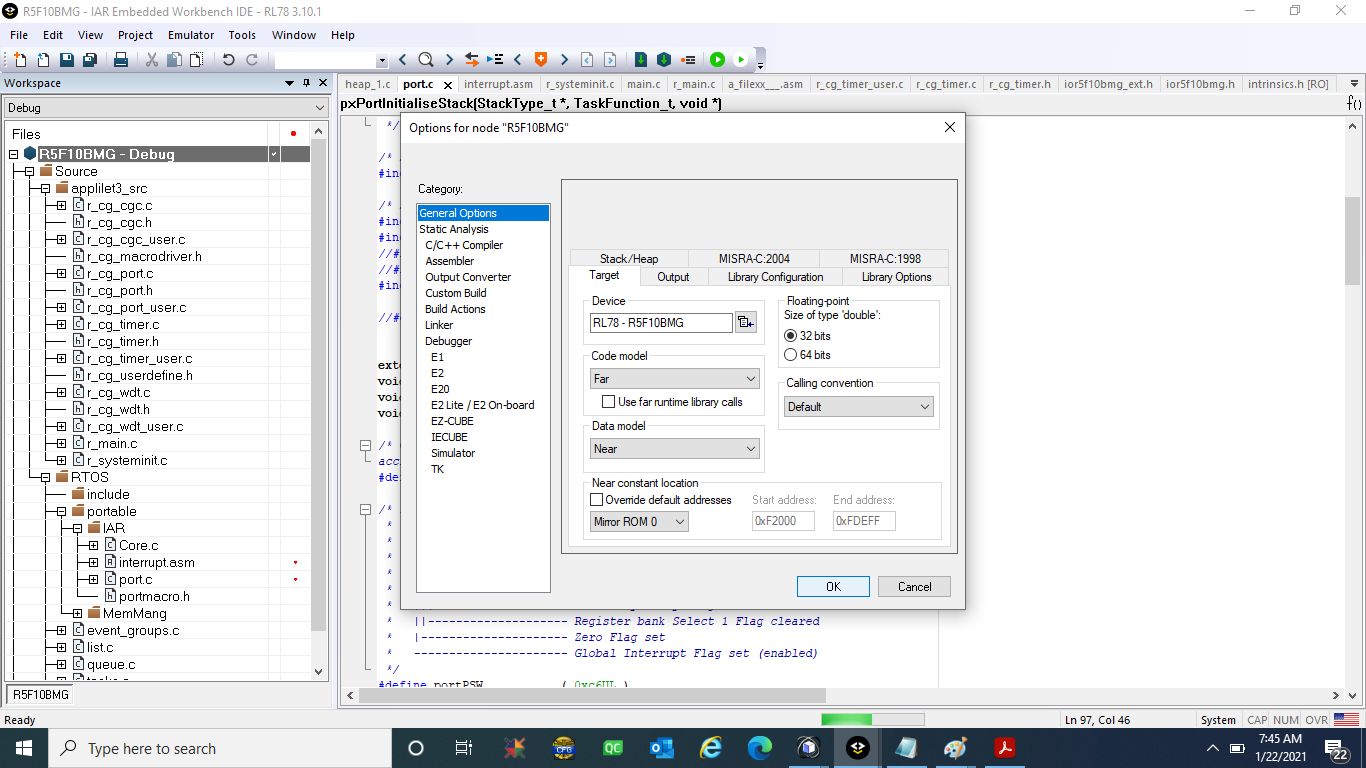 R5F10BMG - IAR Embedded Workbench IDE - RL78 3.10.1
File Edit View Project Emulator Tools Window Help
Workspace
Debug
Files
R5F10BMG - Debug
Source
applilet3_src
r_cg_cgc.c
r_cg_cgc.h
r_cg_cgc_user.c
r_cg_macrodriver.h
r_cg_port.c
r_cg_port.h
r_cg_port_user.c
r_cg_timer.c
r_cg_timer.h
r_cg_timer_user.c
r_cg_userdefine.h
r_cg_wdt.c
r_cg_wdt.h
r_cg_wdt_user.c
r_main.c
r_systeminit.c
RTOS
include
portable
IAR
Core.c
interrupt.asm
port.c
portmacro.h
MemMang
event_groups.c
list.c
queue.c
R5F10BMG
heap_1.c port.c interrupt.asm r_systeminit.c main.c r_main.c a_filexx___.asm r_cg_timer_user.c r_cg_timer.c r_cg_timer.h ior5f10bmg_ext.h ior5f10bmg.h intrinsics.h [RO]
pxPortInitialiseStack(StackType_t *, TaskFunction_t, void *) f()
*/
Options for node "R5F10BMG"
Category:
General Options
Static Analysis
C/C++ Compiler
Assembler
Output Converter
Custom Build
Build Actions
Linker
Debugger
E1
E2
E20
E2 Lite / E2 On-board
EZ-CUBE
IECUBE
Simulator
TK
Stack/Heap MISRA-C:2004 MISRA-C:1998
Target Output Library Configuration Library Options
Device
RL78 - R5F10BMG
Code model
Far
Use far runtime library calls
Data model
Near
Floating-point
Size of type 'double':
32 bits
64 bits
Calling convention
Default
Near constant location
Override default addresses
Mirror ROM 0
Start address: End address:
0xF2000 0xFDEFF
OK Cancel
* ||-------------------- Register bank Select 1 Flag cleared
* |--------------------- Zero Flag set
* ---------------------- Global Interrupt Flag set (enabled)
*/
#define portPSW ( 0xc6UL )
Ready
Ln 97, Col 46 System CAP NUM OVR
Type here to search
CFG
QC
7:45 AM
1/22/2021
22